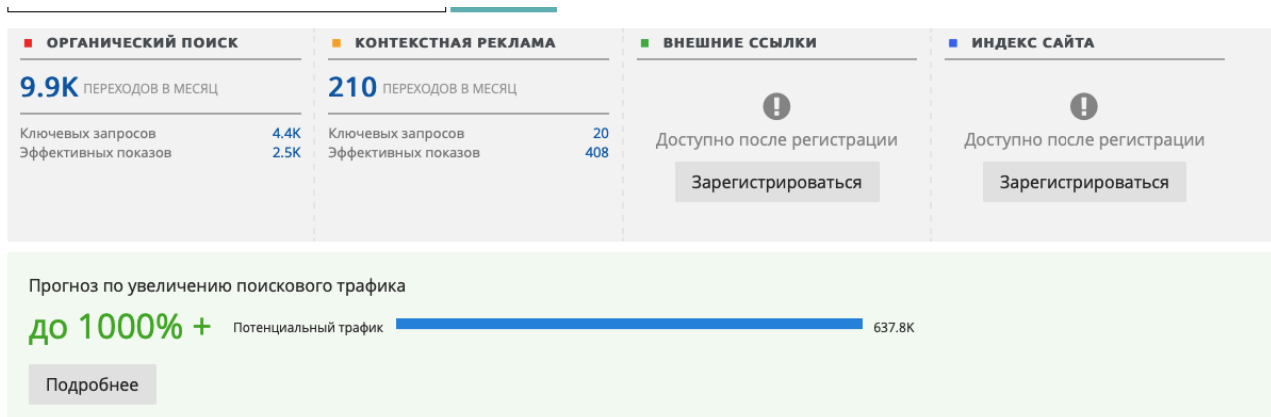 ОРГАНИЧЕСКИЙ ПОИСК
9.9K ПЕРЕХОДОВ В МЕСЯЦ
Ключевых запросов 4.4K
Эффективных показов 2.5K
КОНТЕКСТНАЯ РЕКЛАМА
210 ПЕРЕХОДОВ В МЕСЯЦ
Ключевых запросов 20
Эффективных показов 408
ВНЕШНИЕ ССЫЛКИ
Доступно после регистрации
Зарегистрироваться
ИНДЕКС САЙТА
Доступно после регистрации
Зарегистрироваться
Прогноз по увеличению поискового трафика
до 1000% + Потенциальный трафик 637.8K
Подробнее